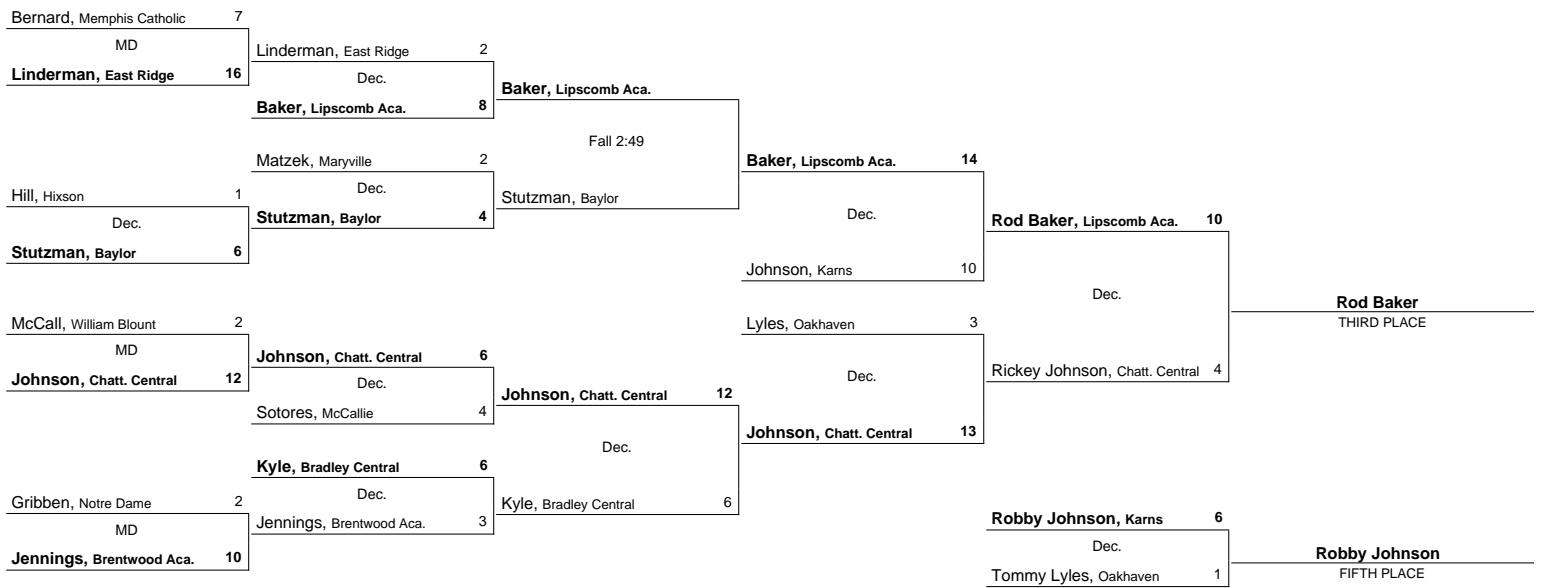 Bernard, Memphis Catholic 7
MD
Linderman, East Ridge 16
Hill, Hixson 1
Dec.
Stutzman, Baylor 6
McCall, William Blount 2
MD
Johnson, Chatt. Central 12
Gribben, Notre Dame 2
MD
Jennings, Brentwood Aca. 10
Linderman, East Ridge 2
Dec.
Baker, Lipscomb Aca. 8
Matzek, Maryville 2
Dec.
Stutzman, Baylor 4
Johnson, Chatt. Central 6
Dec.
Sotores, McCallie 4
Kyle, Bradley Central 6
Dec.
Jennings, Brentwood Aca. 3
Baker, Lipscomb Aca.
Fall 2:49
Stutzman, Baylor
Johnson, Chatt. Central 12
Dec.
Kyle, Bradley Central 6
Baker, Lipscomb Aca. 14
Dec.
Johnson, Karns 10
Lyles, Oakhaven 3
Dec.
Johnson, Chatt. Central 13
Rod Baker, Lipscomb Aca. 10
Dec.
Rickey Johnson, Chatt. Central 4
Rod Baker
THIRD PLACE
Robby Johnson, Karns 6
Dec.
Tommy Lyles, Oakhaven 1
Robby Johnson
FIFTH PLACE